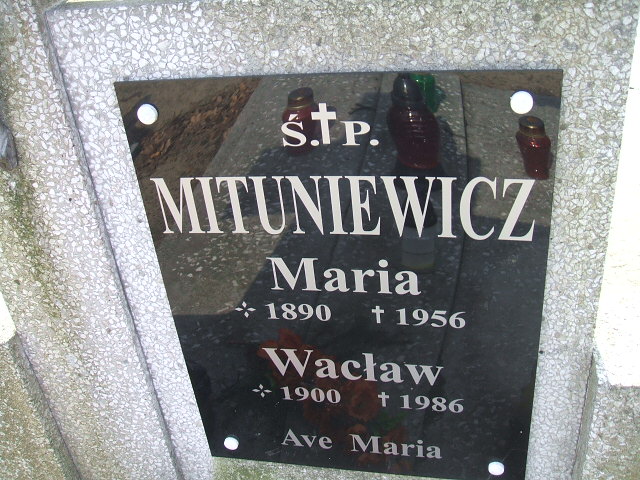 Ś.✝P.
MITUNIEWICZ
Maria
✧ 1890 ✝ 1956
Wacław
✧ 1900 ✝ 1986
Ave Maria